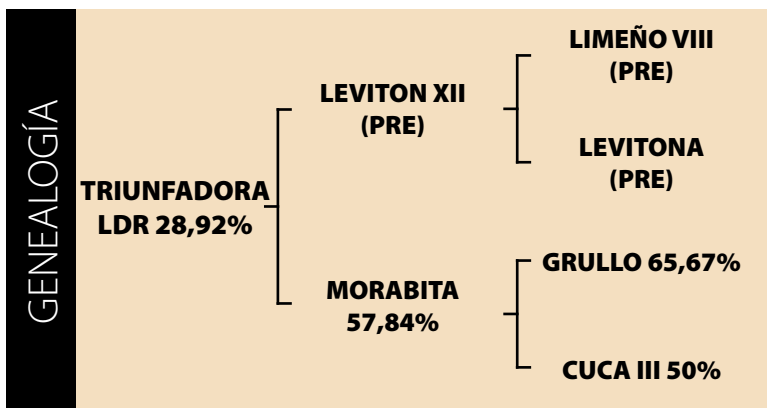 GENEALOGÍA
TRIUNFADORA
LDR 28,92%
LEVITON XII
(PRE)
MORABITA
57,84%
LIMEÑO VIII
(PRE)
LEVITONA
(PRE)
GRULLO 65,67%
CUCA III 50%